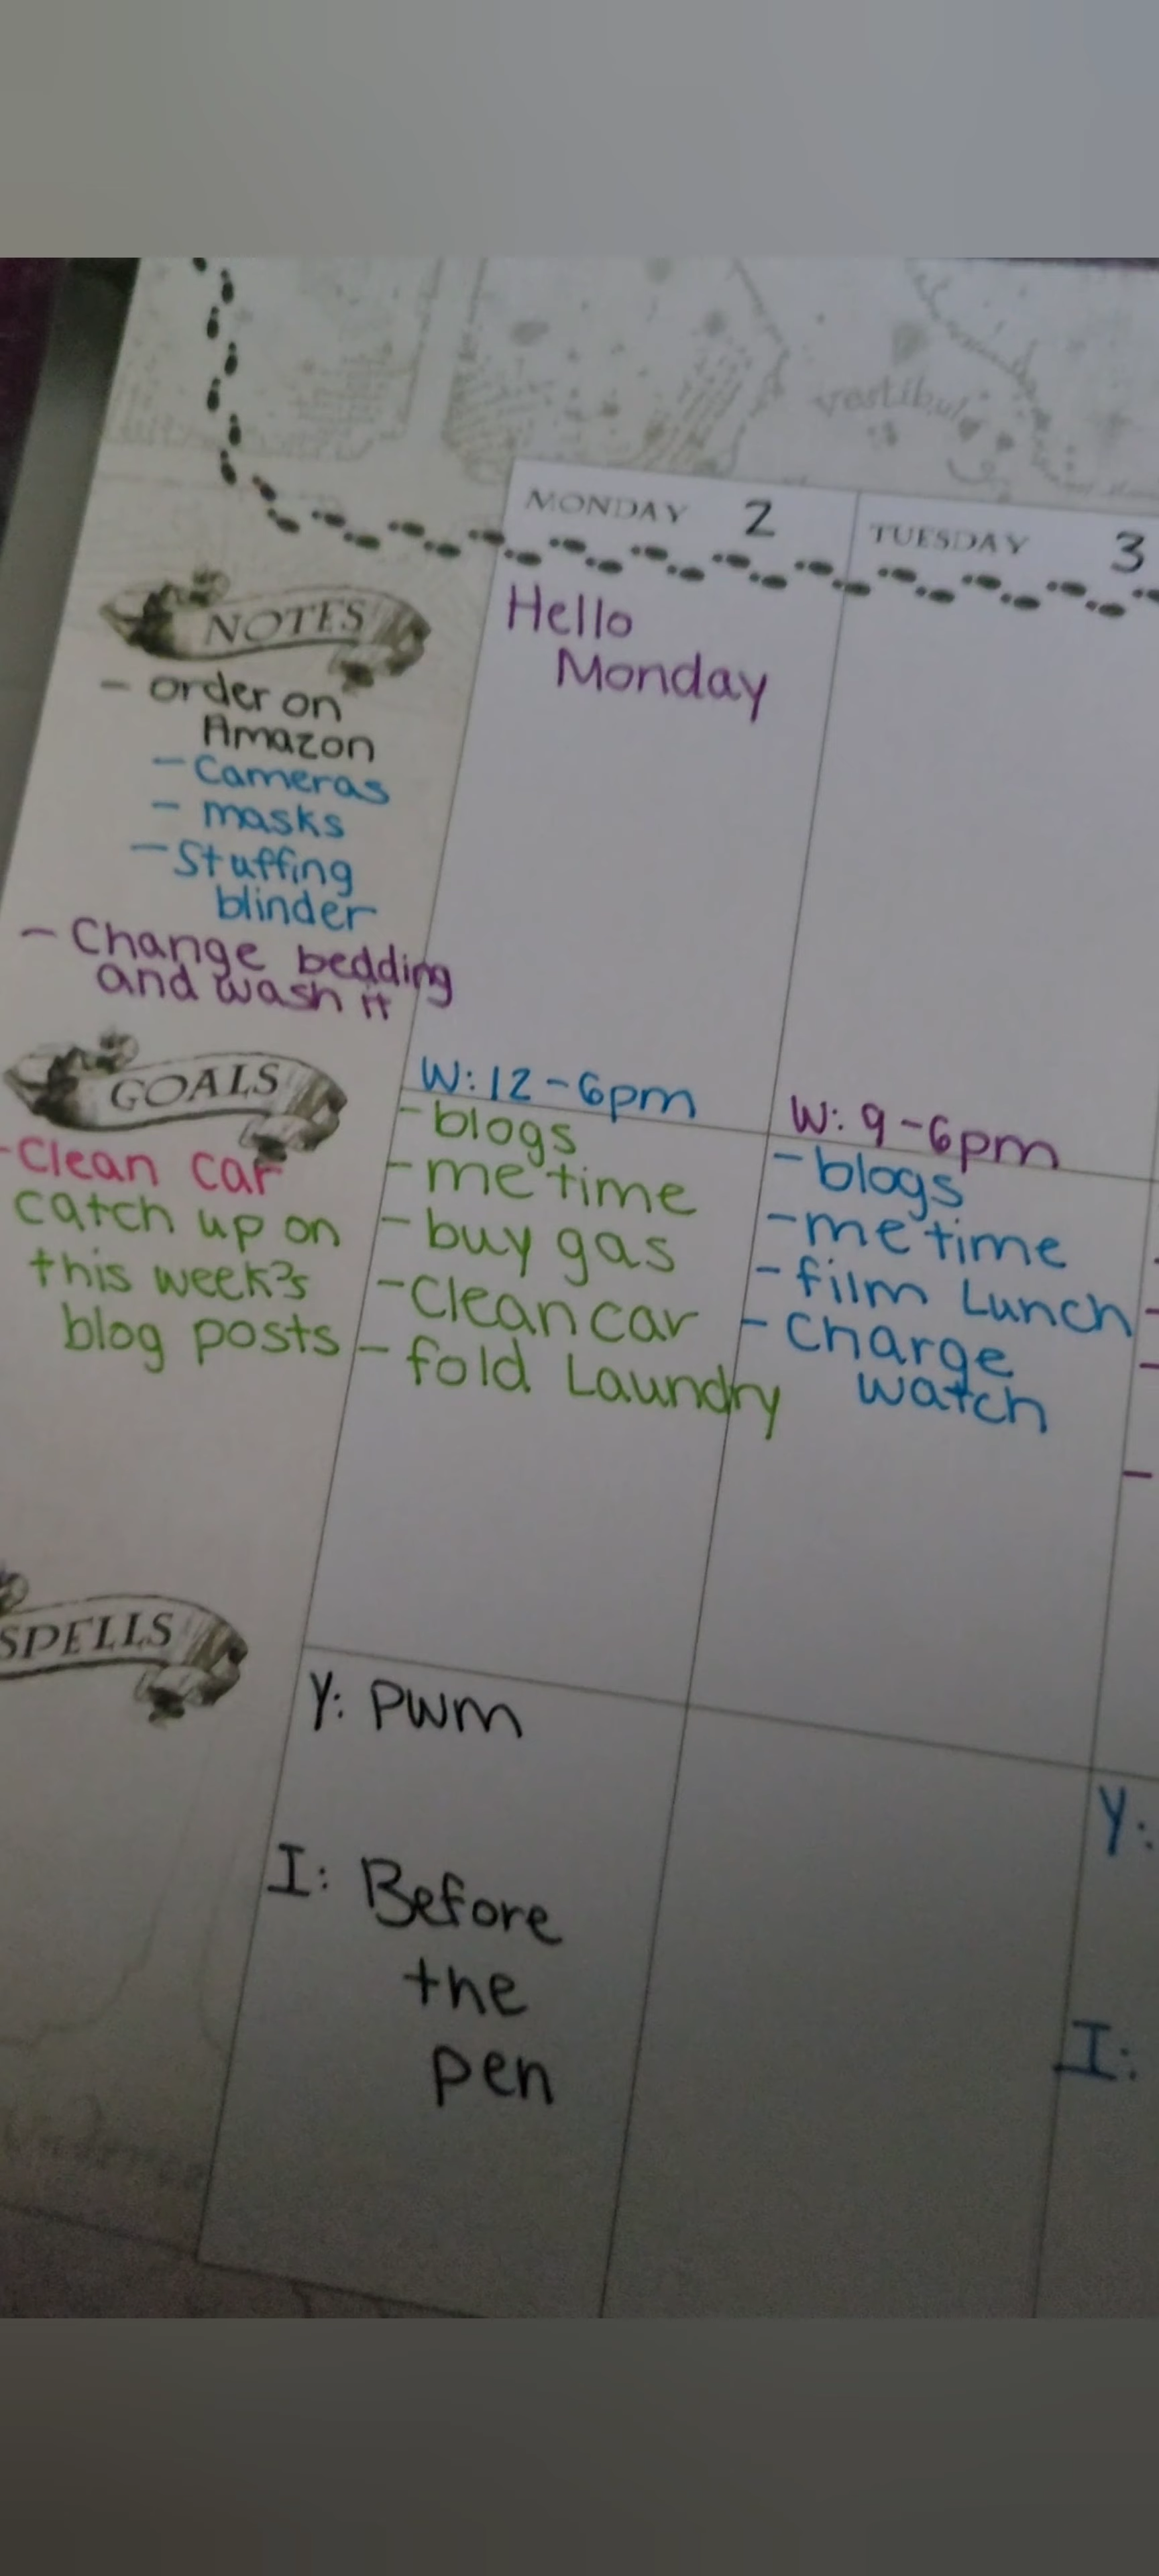 vestibul
MONDAY 2
TUESDAY 3
NOTES
- order on
Amazon
- Cameras
- masks
- Stuffing
blinder
- Change bedding
and wash it
GOALS
- Clean car
catch up on
this week's
blog posts
SPELLS
Hello
Monday
W: 12-6pm
- blogs
- me time
- buy gas
- Clean car
- fold Laundry
Y: PWM
I: Before
the
pen
W: 9-6pm
- blogs
- me time
- film Lunch
- Charge
watch
Y:
I: